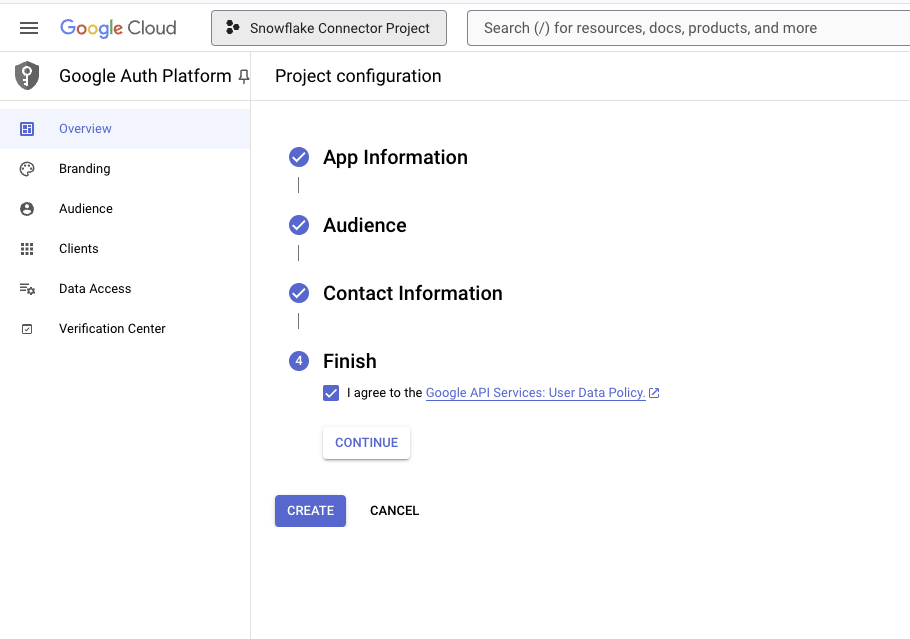 Google Cloud
Snowflake Connector Project
Search (/) for resources, docs, products, and more
Google Auth Platform
Project configuration
Overview
Branding
Audience
Clients
Data Access
Verification Center
App Information
Audience
Contact Information
4 Finish
I agree to the Google API Services: User Data Policy.
CONTINUE
CREATE CANCEL